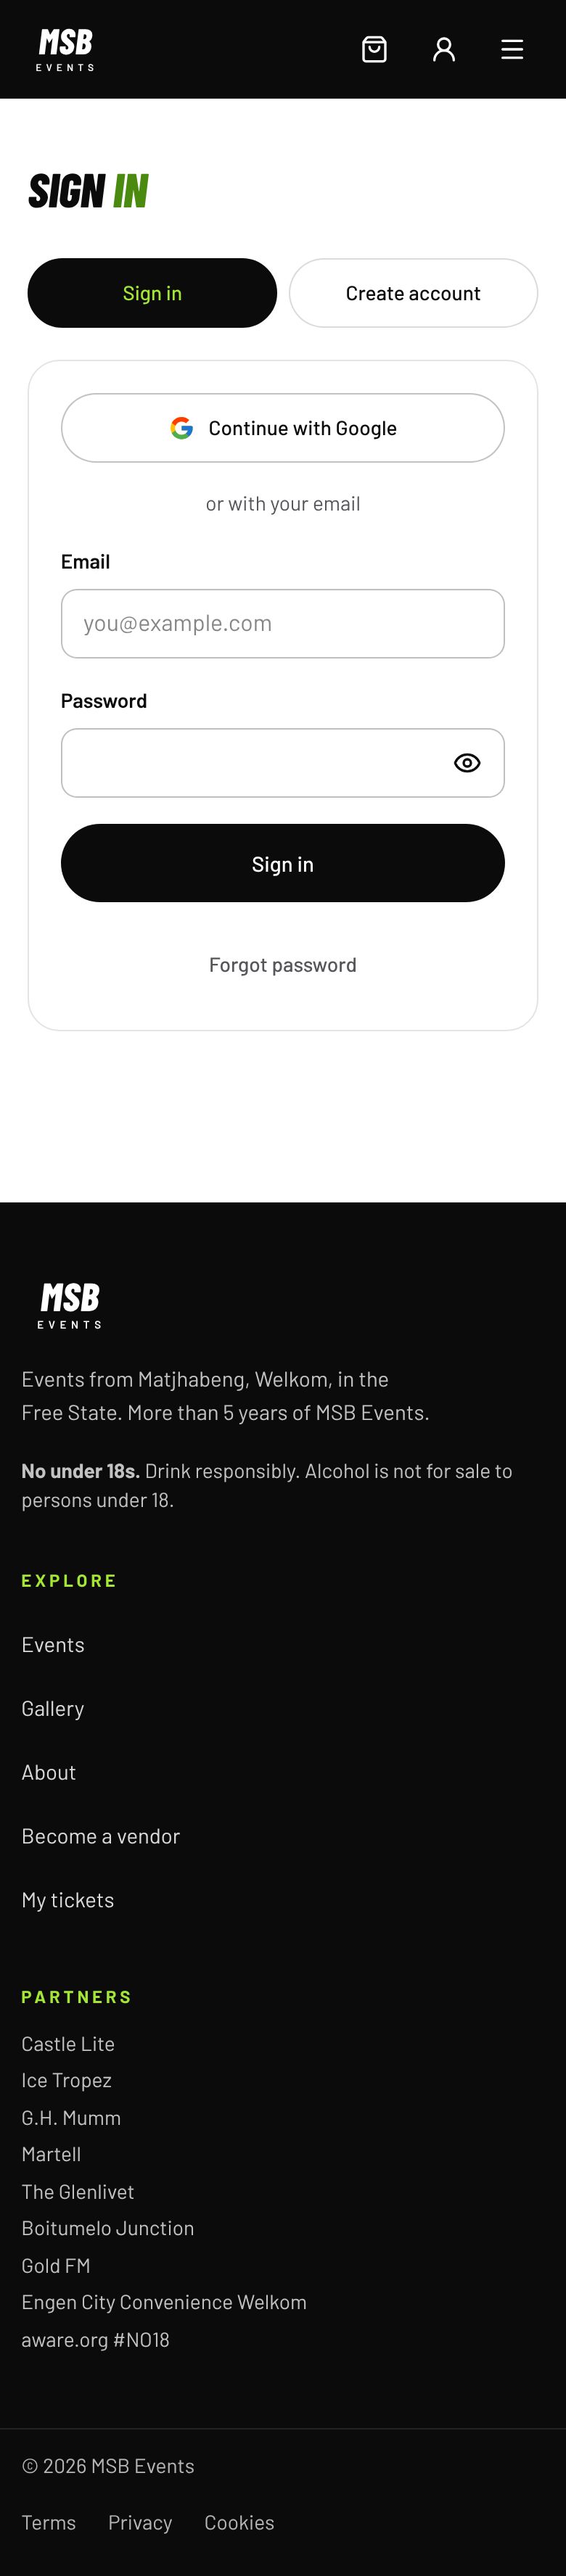 MSB
EVENTS
SIGN IN
Sign in
Create account
Continue with Google
or with your email
Email
you@example.com
Password
Sign in
Forgot password
MSB
EVENTS
Events from Matjhabeng, Welkom, in the
Free State. More than 5 years of MSB Events.
No under 18s. Drink responsibly. Alcohol is not for sale to
persons under 18.
EXPLORE
Events
Gallery
About
Become a vendor
My tickets
PARTNERS
Castle Lite
Ice Tropez
G.H. Mumm
Martell
The Glenlivet
Boitumelo Junction
Gold FM
Engen City Convenience Welkom
aware.org #NO18
© 2026 MSB Events
Terms Privacy Cookies